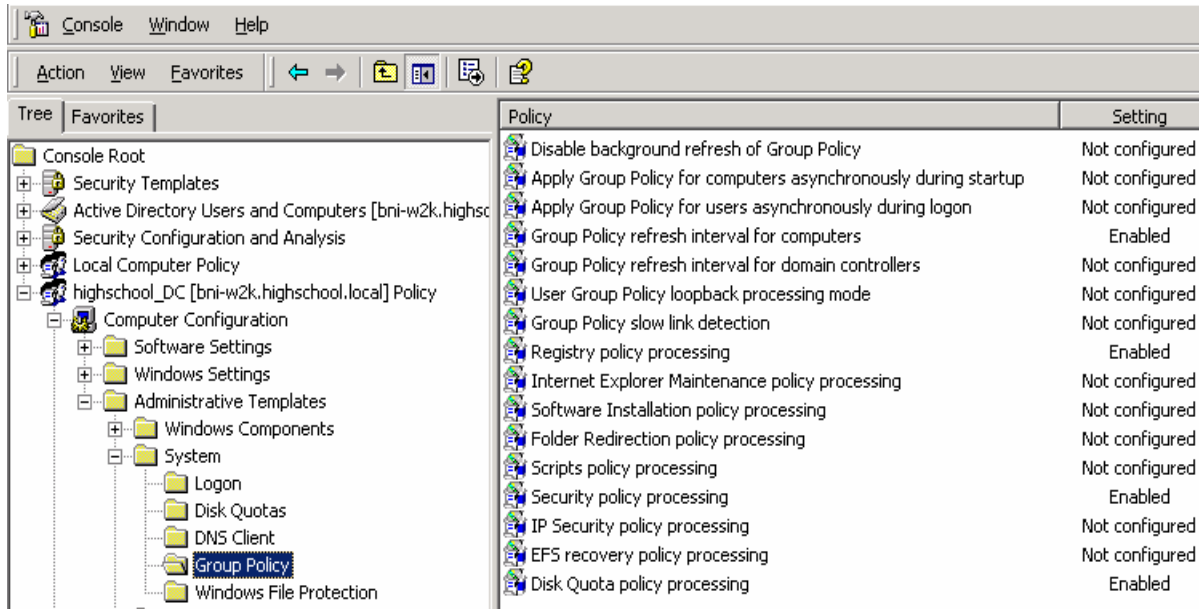 Console Window Help
Action View Favorites
Tree Favorites
Console Root
Security Templates
Active Directory Users and Computers [bni-w2k.highsc
Security Configuration and Analysis
Local Computer Policy
highschool_DC [bni-w2k.highschool.local] Policy
Computer Configuration
Software Settings
Windows Settings
Administrative Templates
Windows Components
System
Logon
Disk Quotas
DNS Client
Group Policy
Windows File Protection
Policy Setting
Disable background refresh of Group Policy Not configured
Apply Group Policy for computers asynchronously during startup Not configured
Apply Group Policy for users asynchronously during logon Not configured
Group Policy refresh interval for computers Enabled
Group Policy refresh interval for domain controllers Not configured
User Group Policy loopback processing mode Not configured
Group Policy slow link detection Not configured
Registry policy processing Enabled
Internet Explorer Maintenance policy processing Not configured
Software Installation policy processing Not configured
Folder Redirection policy processing Not configured
Scripts policy processing Not configured
Security policy processing Enabled
IP Security policy processing Not configured
EFS recovery policy processing Not configured
Disk Quota policy processing Enabled